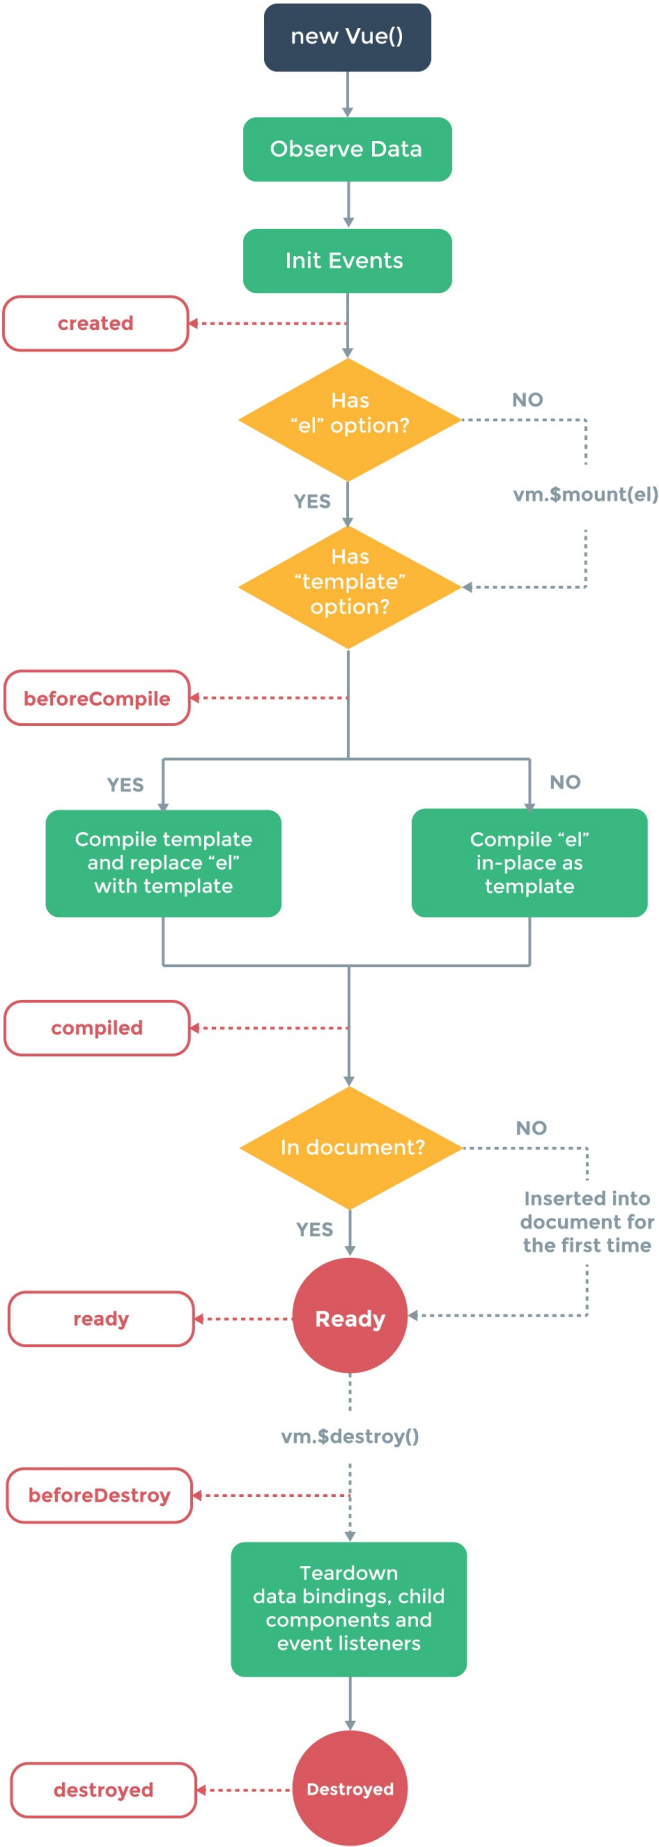 new Vue()
Observe Data
Init Events
created
Has
“el” option?
NO
YES
vm.$mount(el)
Has
“template”
option?
beforeCompile
YES
NO
Compile template
and replace “el”
with template
Compile “el”
in-place as
template
compiled
In document?
NO
YES
Inserted into
document for
the first time
ready
Ready
vm.$destroy()
beforeDestroy
Teardown
data bindings, child
components and
event listeners
destroyed
Destroyed